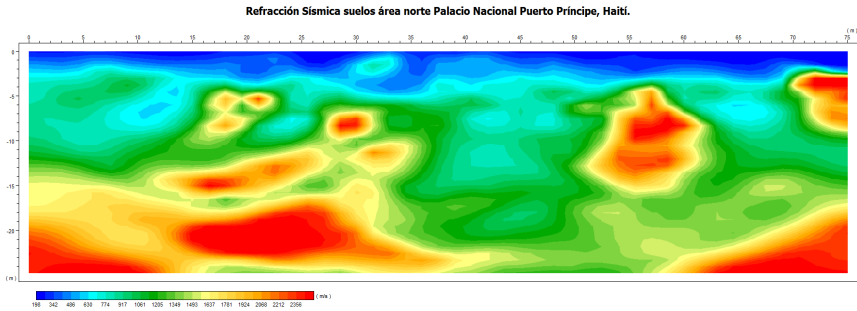 Refracción Sísmica suelos área norte Palacio Nacional Puerto Príncipe, Haití.
( m )
0 5 10 15 20 25 30 35 40 45 50 55 60 65 70 75
0
-5
-10
-15
-20
( m )
198 342 486 630 774 917 1061 1205 1349 1493 1637 1781 1924 2068 2212 2356
( m/s )